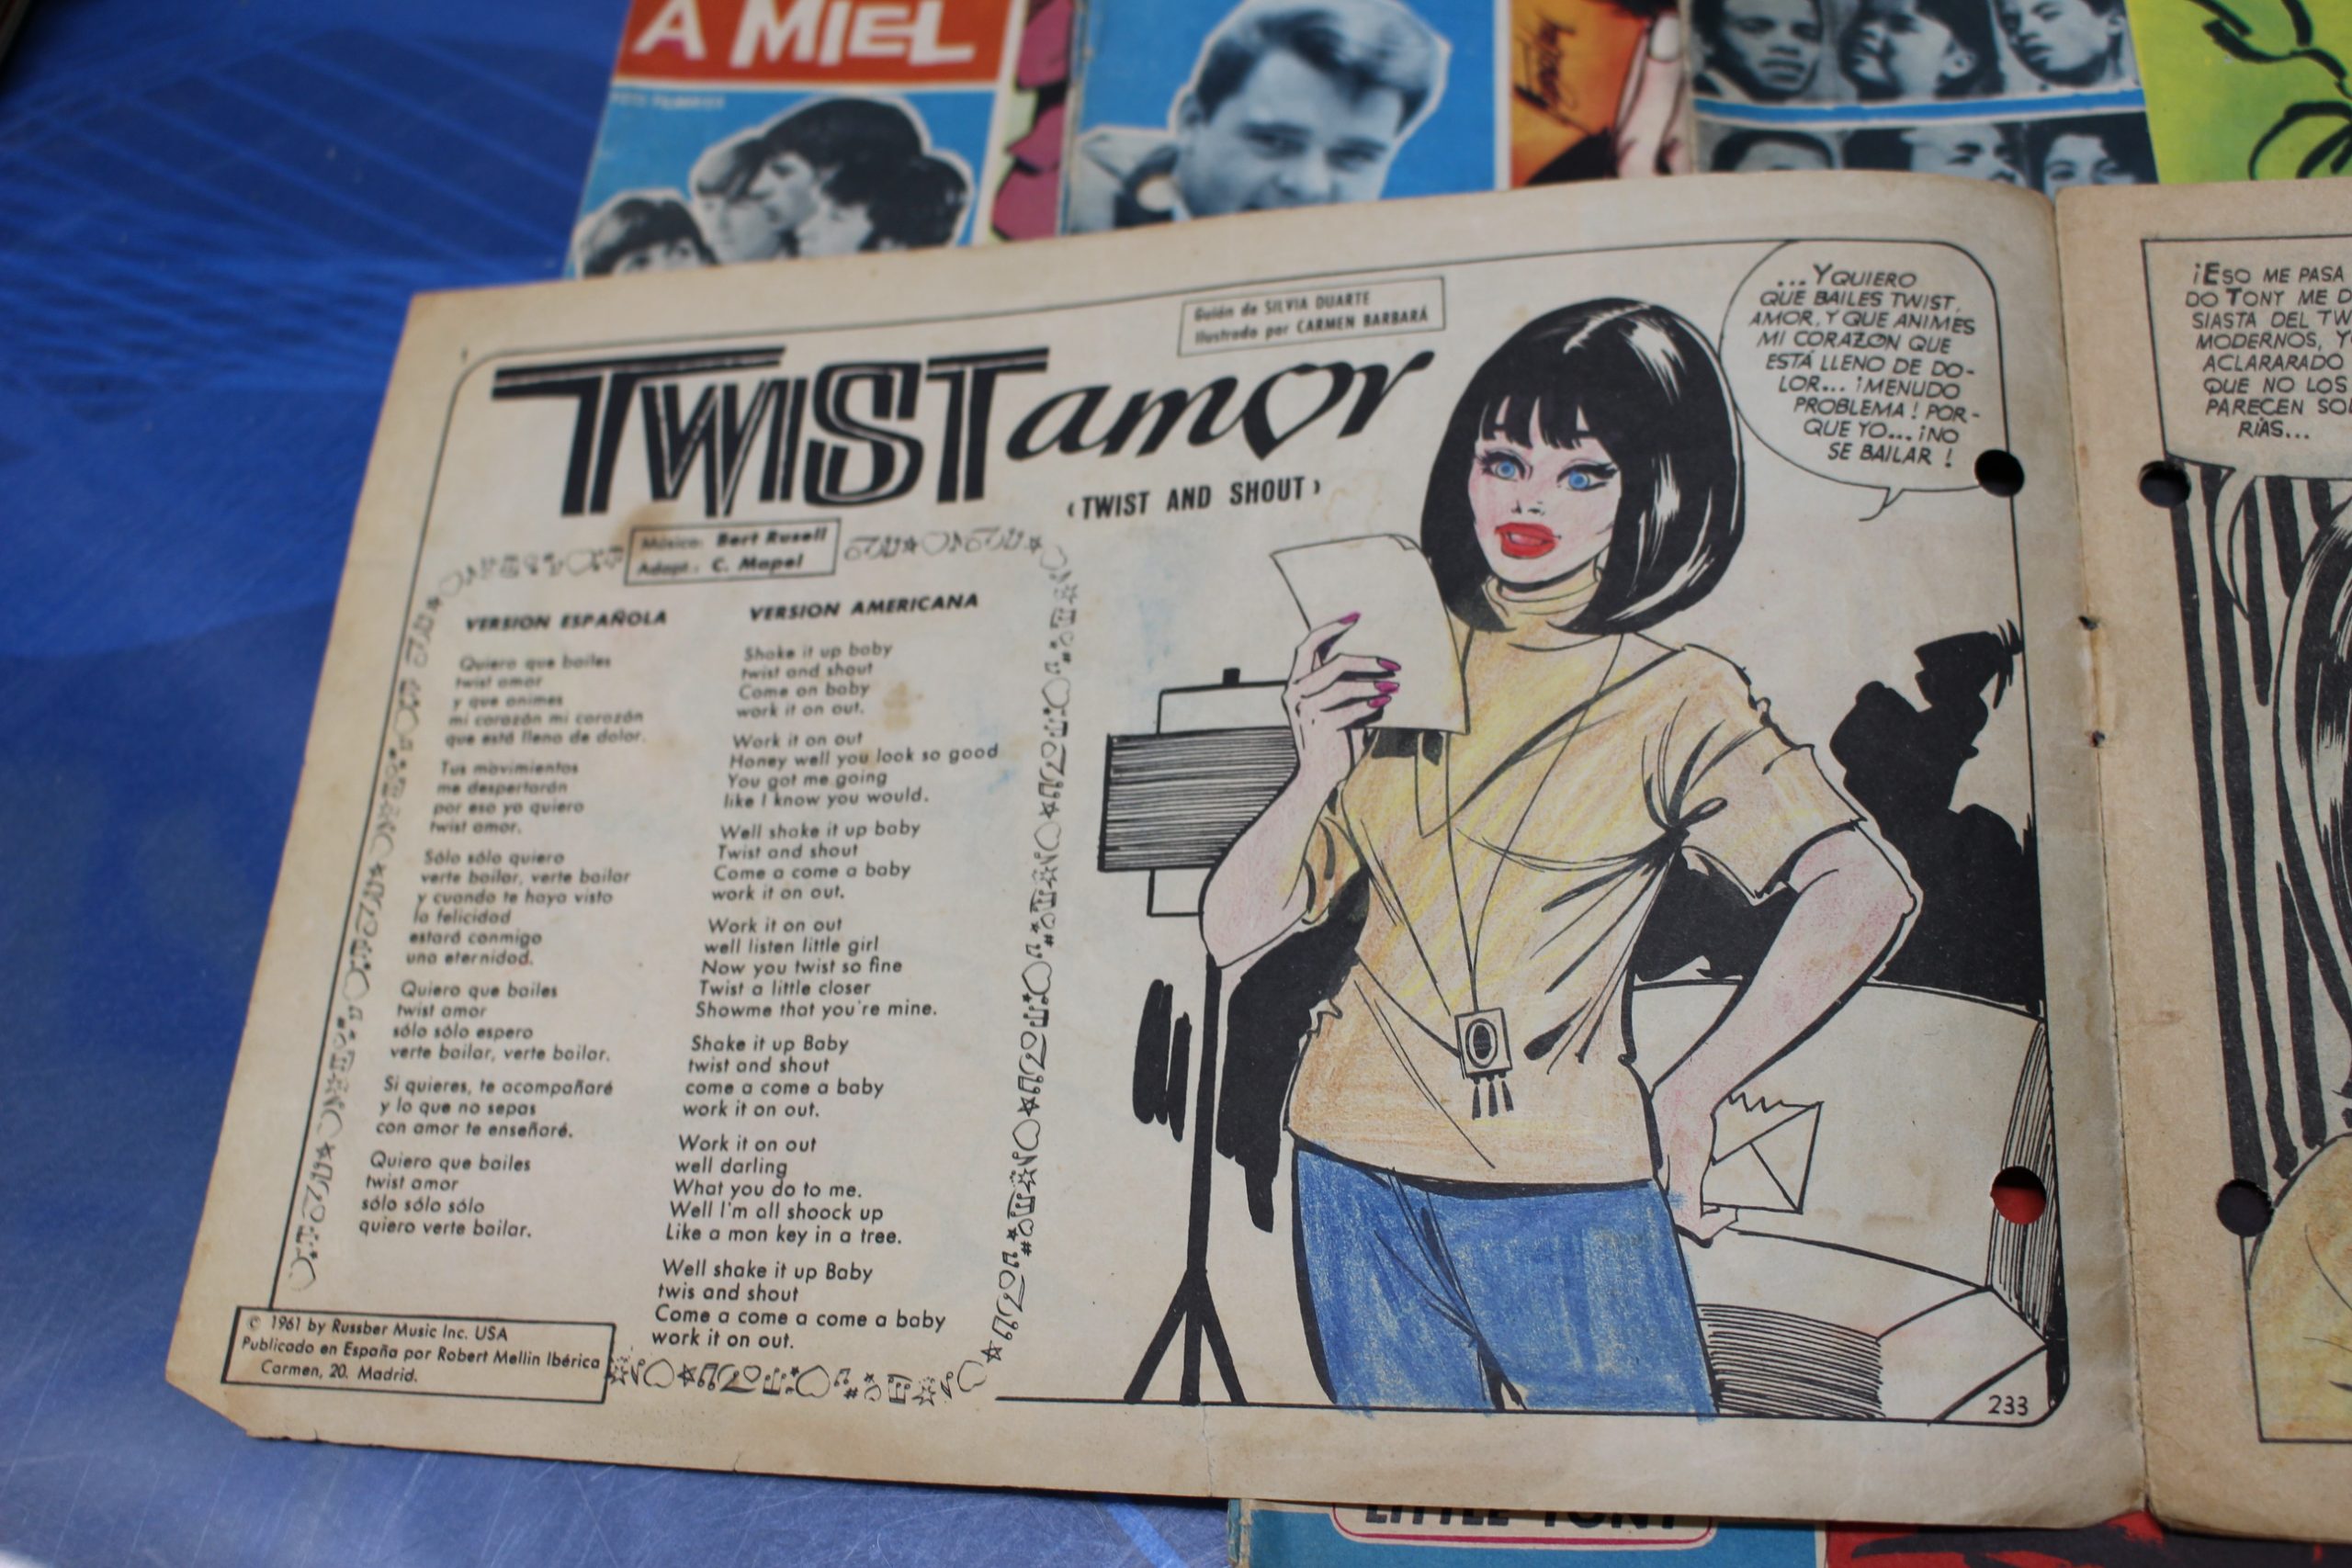 A MIEL
Guión de SILVIA DUARTE
Ilustrado por CARMEN BARBARÁ
TWIST amor
(TWIST AND SHOUT)
Música: Bert Rusell
Adapt.: C. Mapel
VERSION ESPAÑOLA
Quiero que bailes
twist amor
y que animes
mi corazón mi corazón
que está lleno de dolor.
Tus movimientos
me despertarán
por eso yo quiero
twist amor.
Sólo sólo quiero
verte bailar, verte bailar
y cuando te haya visto
la felicidad
estará conmigo
una eternidad.
Quiero que bailes
twist amor
sólo sólo espero
verte bailar, verte bailar.
Si quieres, te acompañaré
y lo que no sepas
con amor te enseñaré.
Quiero que bailes
twist amor
sólo sólo sólo
quiero verte bailar.
VERSION AMERICANA
Shake it up baby
twist and shout
Come on baby
work it on out.
Work it on out
Honey well you look so good
You got me going
like I know you would.
Well shake it up baby
Twist and shout
Come a come a baby
work it on out.
Work it on out
well listen little girl
Now you twist so fine
Twist a little closer
Showme that you're mine.
Shake it up Baby
twist and shout
come a come a baby
work it on out.
Work it on out
well darling
What you do to me.
Well I'm all shoock up
Like a mon key in a tree.
Well shake it up Baby
twis and shout
Come a come a come a baby
work it on out.
© 1961 by Russber Music Inc. USA
Publicado en España por Robert Mellin Ibérica
Carmen, 20. Madrid.
...Y QUIERO
QUE BAILES TWIST,
AMOR, Y QUE ANIMES
MI CORAZÓN QUE
ESTÁ LLENO DE DO-
LOR... ¡MENUDO
PROBLEMA! POR-
QUE YO... ¡NO
SE BAILAR!
233
¡ESO ME PASA
DO TONY ME D
SIASTA DEL TW
MODERNOS, Y
ACLARARADO
QUE NO LOS
PARECEN SOL
RÍAS...
LITTLE TONY